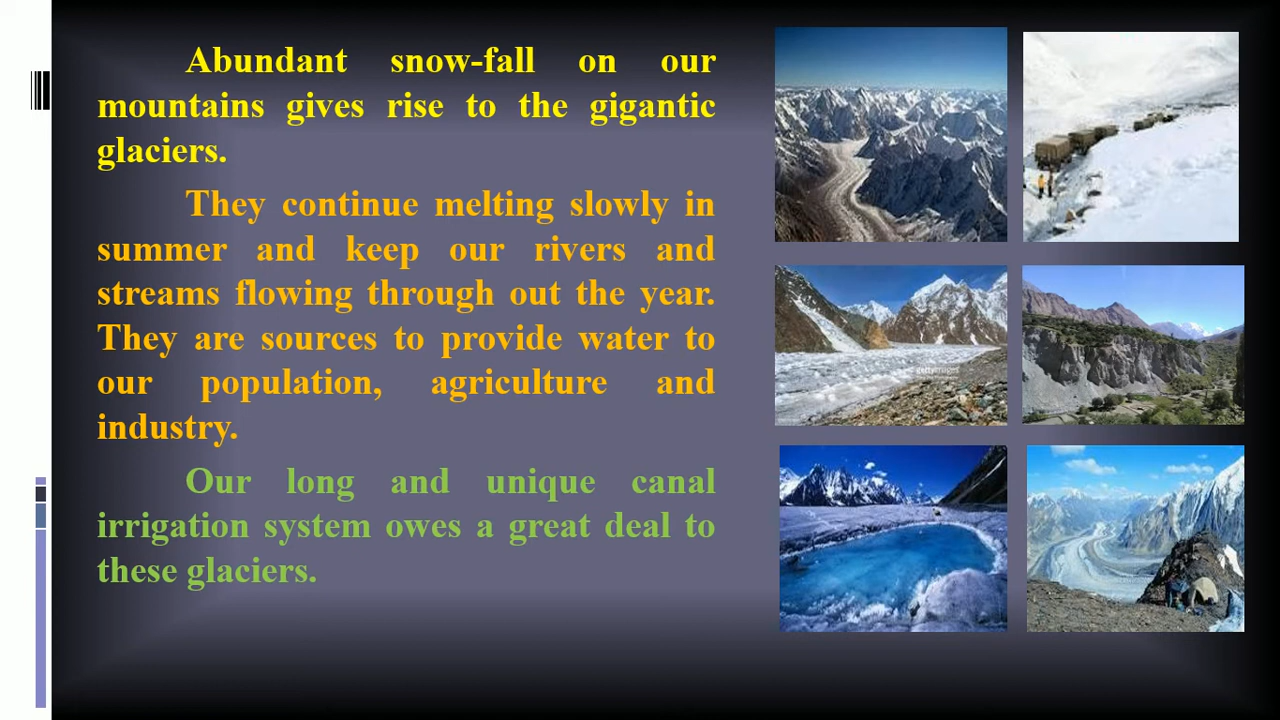 Abundant snow-fall on our
mountains gives rise to the gigantic
glaciers.
They continue melting slowly in
summer and keep our rivers and
streams flowing through out the year.
They are sources to provide water to
our population, agriculture and
industry.
Our long and unique canal
irrigation system owes a great deal to
these glaciers.
gettyimages